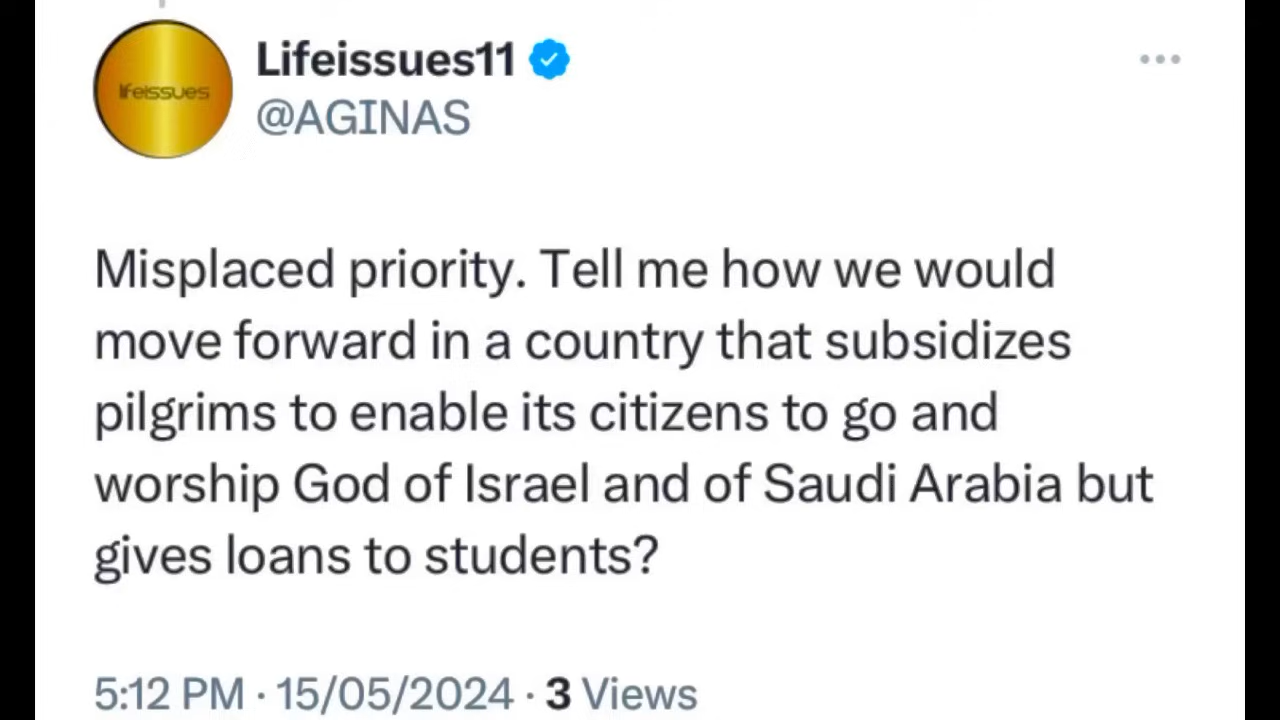 lifeissues
Lifeissues11
@AGINAS
Misplaced priority. Tell me how we would
move forward in a country that subsidizes
pilgrims to enable its citizens to go and
worship God of Israel and of Saudi Arabia but
gives loans to students?
5:12 PM · 15/05/2024 · 3 Views